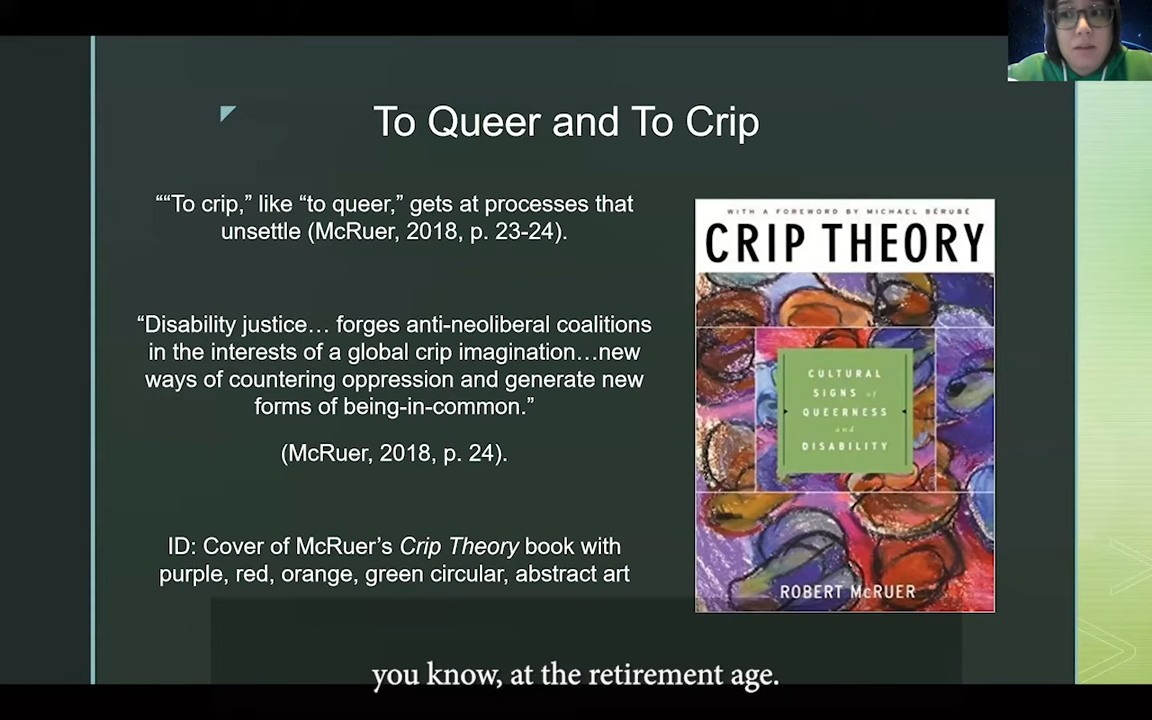 To Queer and To Crip
““To crip,” like “to queer,” gets at processes that
unsettle (McRuer, 2018, p. 23-24).
“Disability justice… forges anti-neoliberal coalitions
in the interests of a global crip imagination…new
ways of countering oppression and generate new
forms of being-in-common.”
(McRuer, 2018, p. 24).
ID: Cover of McRuer’s Crip Theory book with
purple, red, orange, green circular, abstract art
WITH A FOREWORD BY MICHAEL BÉRUBÉ
CRIP THEORY
CULTURAL
SIGNS of
QUEERNESS
and
DISABILITY
ROBERT McRUER
you know, at the retirement age.